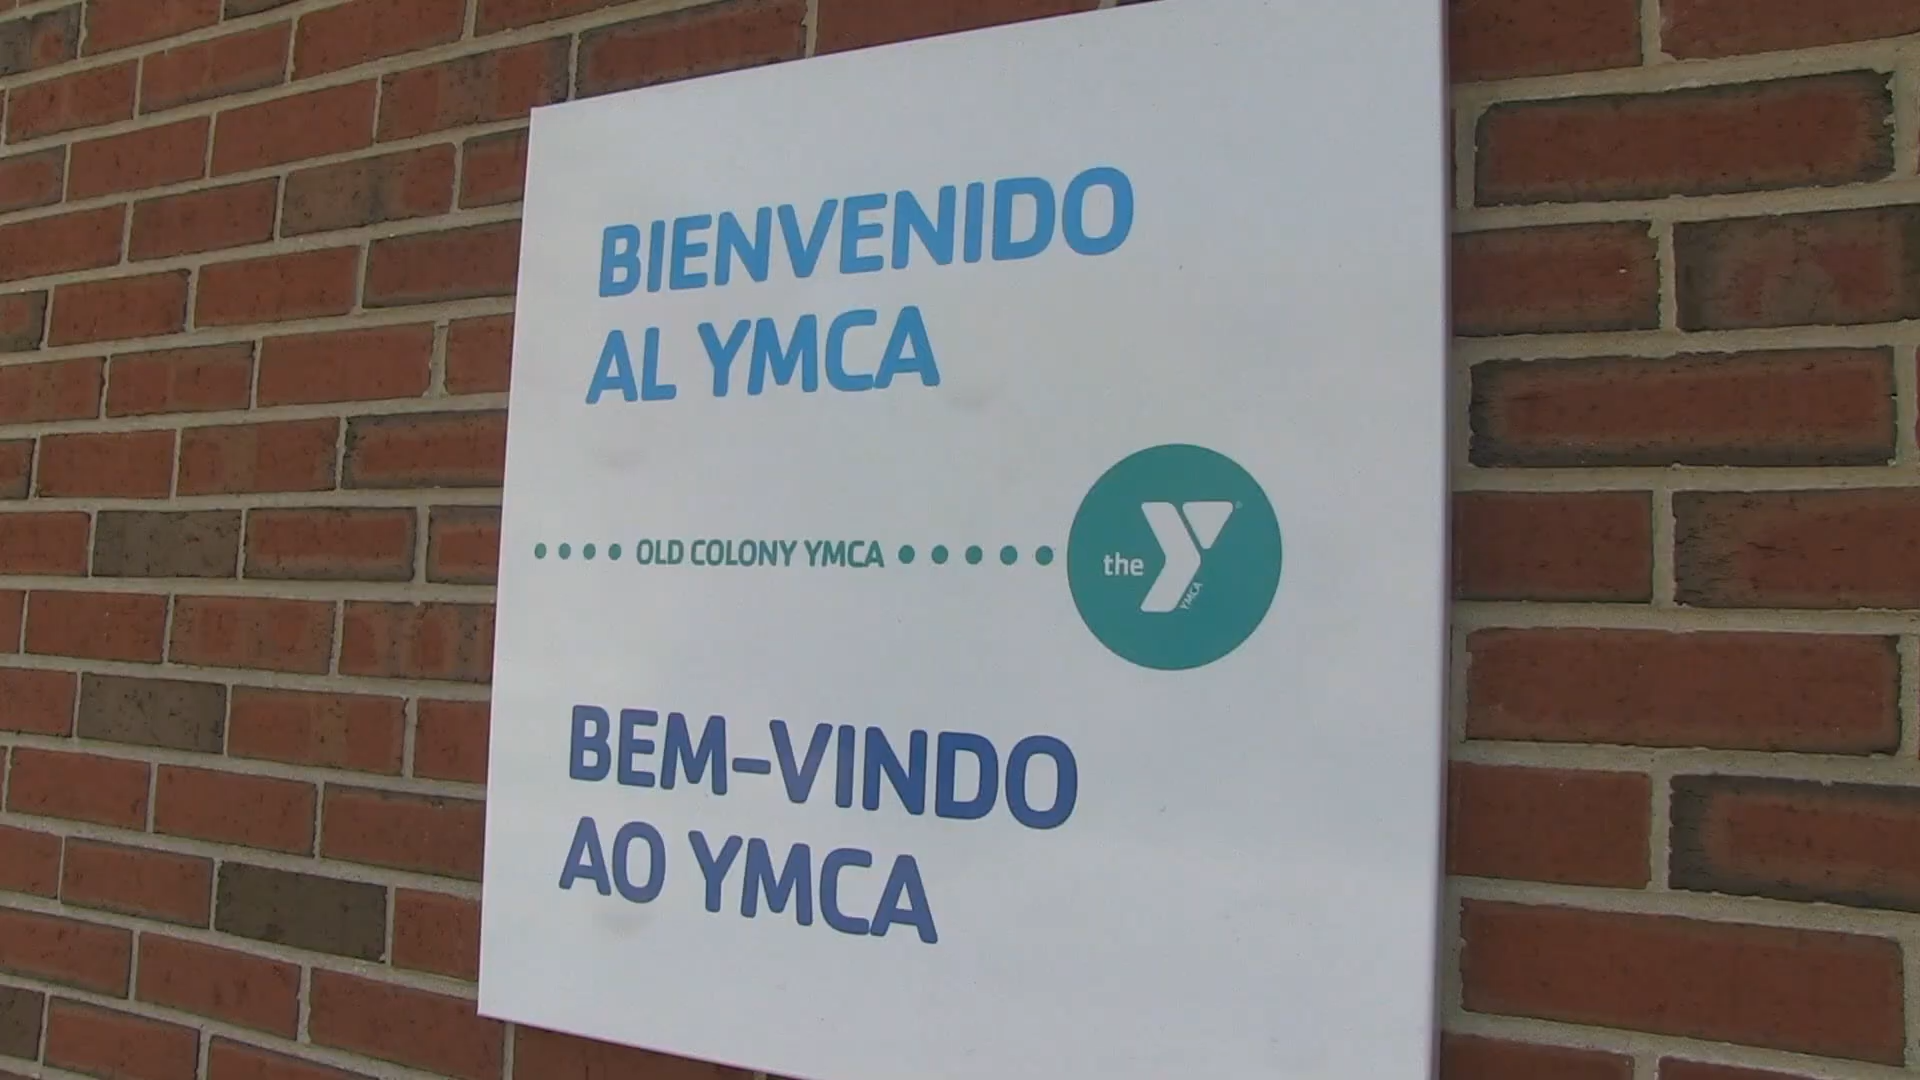 BIENVENIDO
AL YMCA
OLD COLONY YMCA
the Y®
YMCA
BEM-VINDO
AO YMCA